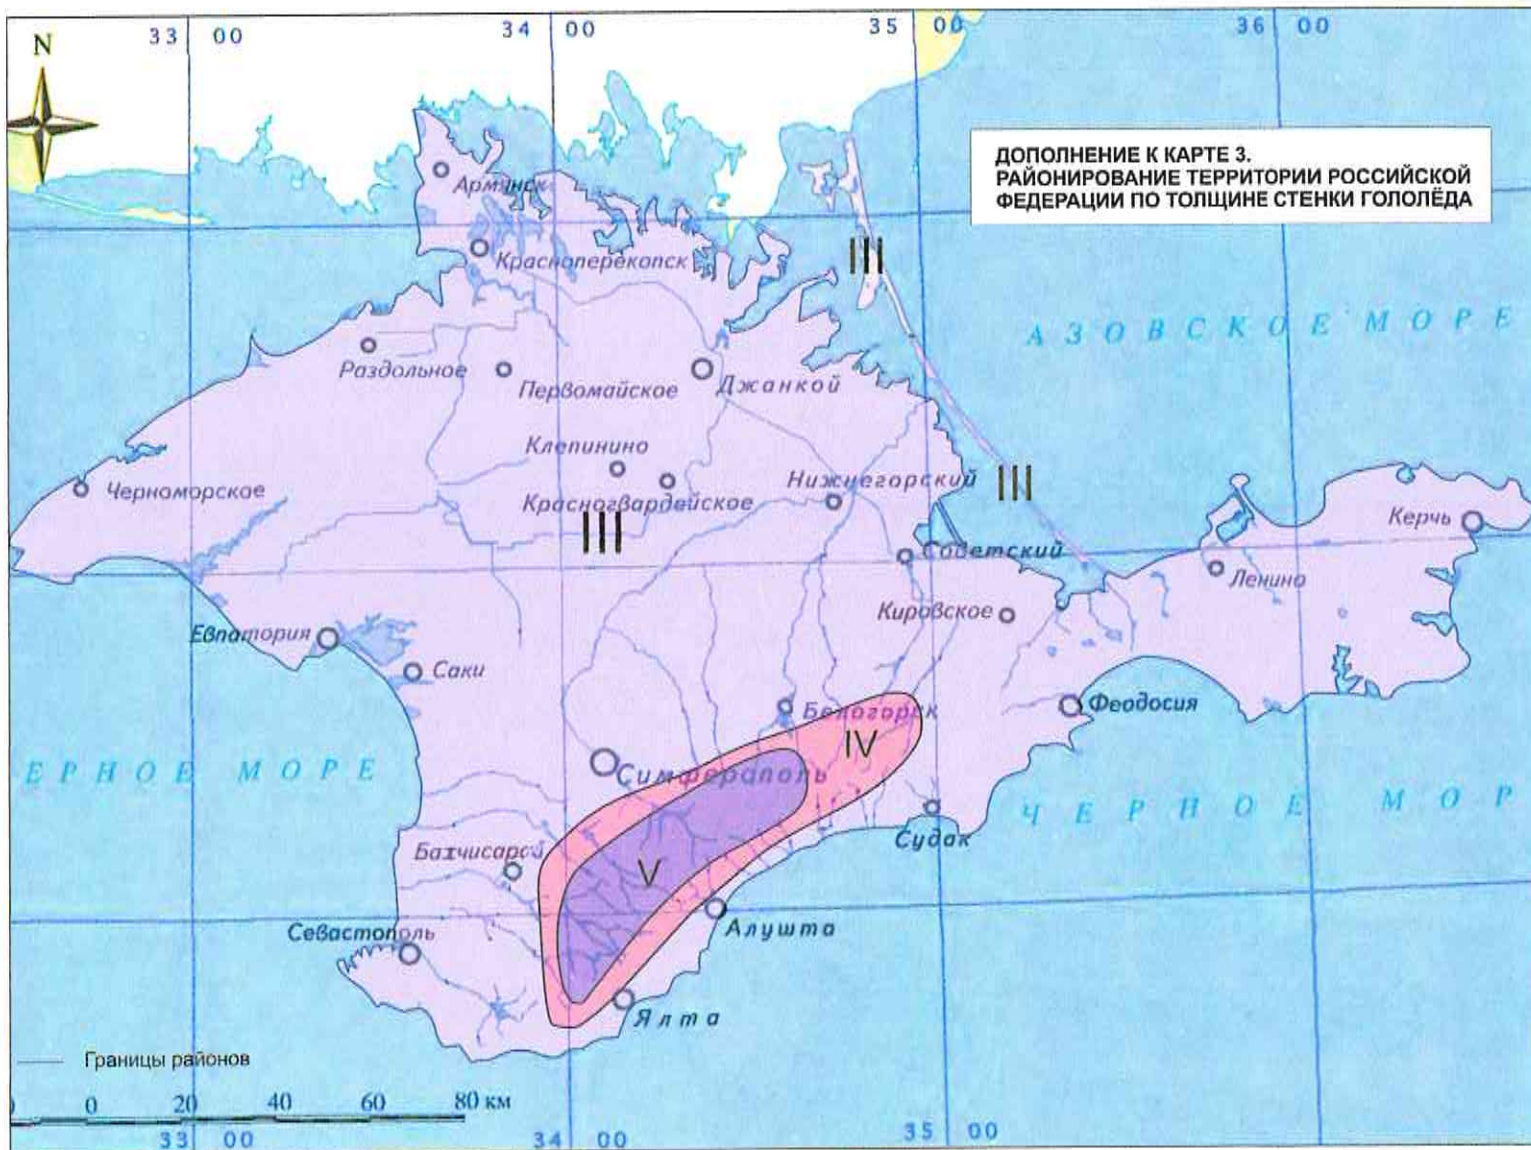 33 00
34 00
35 00
36 00
N
ДОПОЛНЕНИЕ К КАРТЕ 3.
РАЙОНИРОВАНИЕ ТЕРРИТОРИИ РОССИЙСКОЙ
ФЕДЕРАЦИИ ПО ТОЛЩИНЕ СТЕНКИ ГОЛОЛЁДА
Армянск
Красноперекопск
III
АЗОВСКОЕ МОРЕ
Раздольное
Первомайское
Джанкой
Клепинино
Черноморское
Красногвардейское
Нижнегорский
III
III
Керчь
Советский
Ленино
Кировское
Евпатория
Саки
Белогорск
Феодосия
IV
ЕРНОЕ МОРЕ
Симферополь
ЧЕРНОЕ МОР
Судак
Бахчисарай
V
Алушта
Севастополь
Ялта
Границы районов
0 20 40 60 80 км
33 00
34 00
35 00